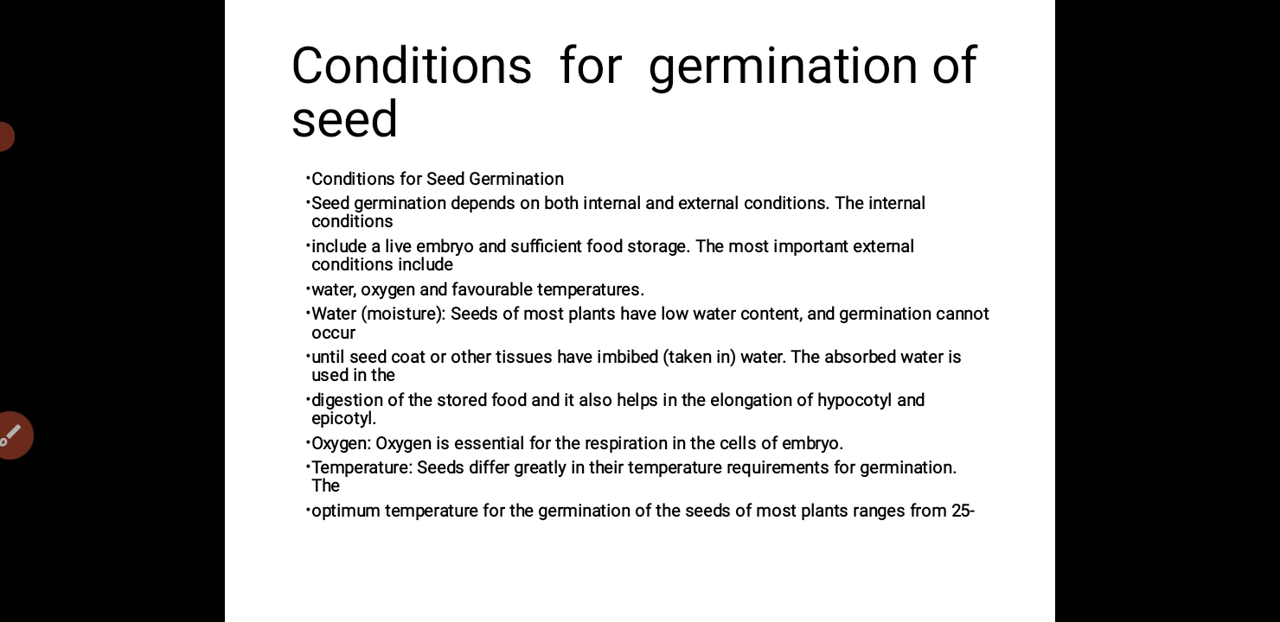 Conditions for germination of
seed
•Conditions for Seed Germination
•Seed germination depends on both internal and external conditions. The internal
conditions
•include a live embryo and sufficient food storage. The most important external
conditions include
•water, oxygen and favourable temperatures.
•Water (moisture): Seeds of most plants have low water content, and germination cannot
occur
•until seed coat or other tissues have imbibed (taken in) water. The absorbed water is
used in the
•digestion of the stored food and it also helps in the elongation of hypocotyl and
epicotyl.
•Oxygen: Oxygen is essential for the respiration in the cells of embryo.
•Temperature: Seeds differ greatly in their temperature requirements for germination.
The
•optimum temperature for the germination of the seeds of most plants ranges from 25-